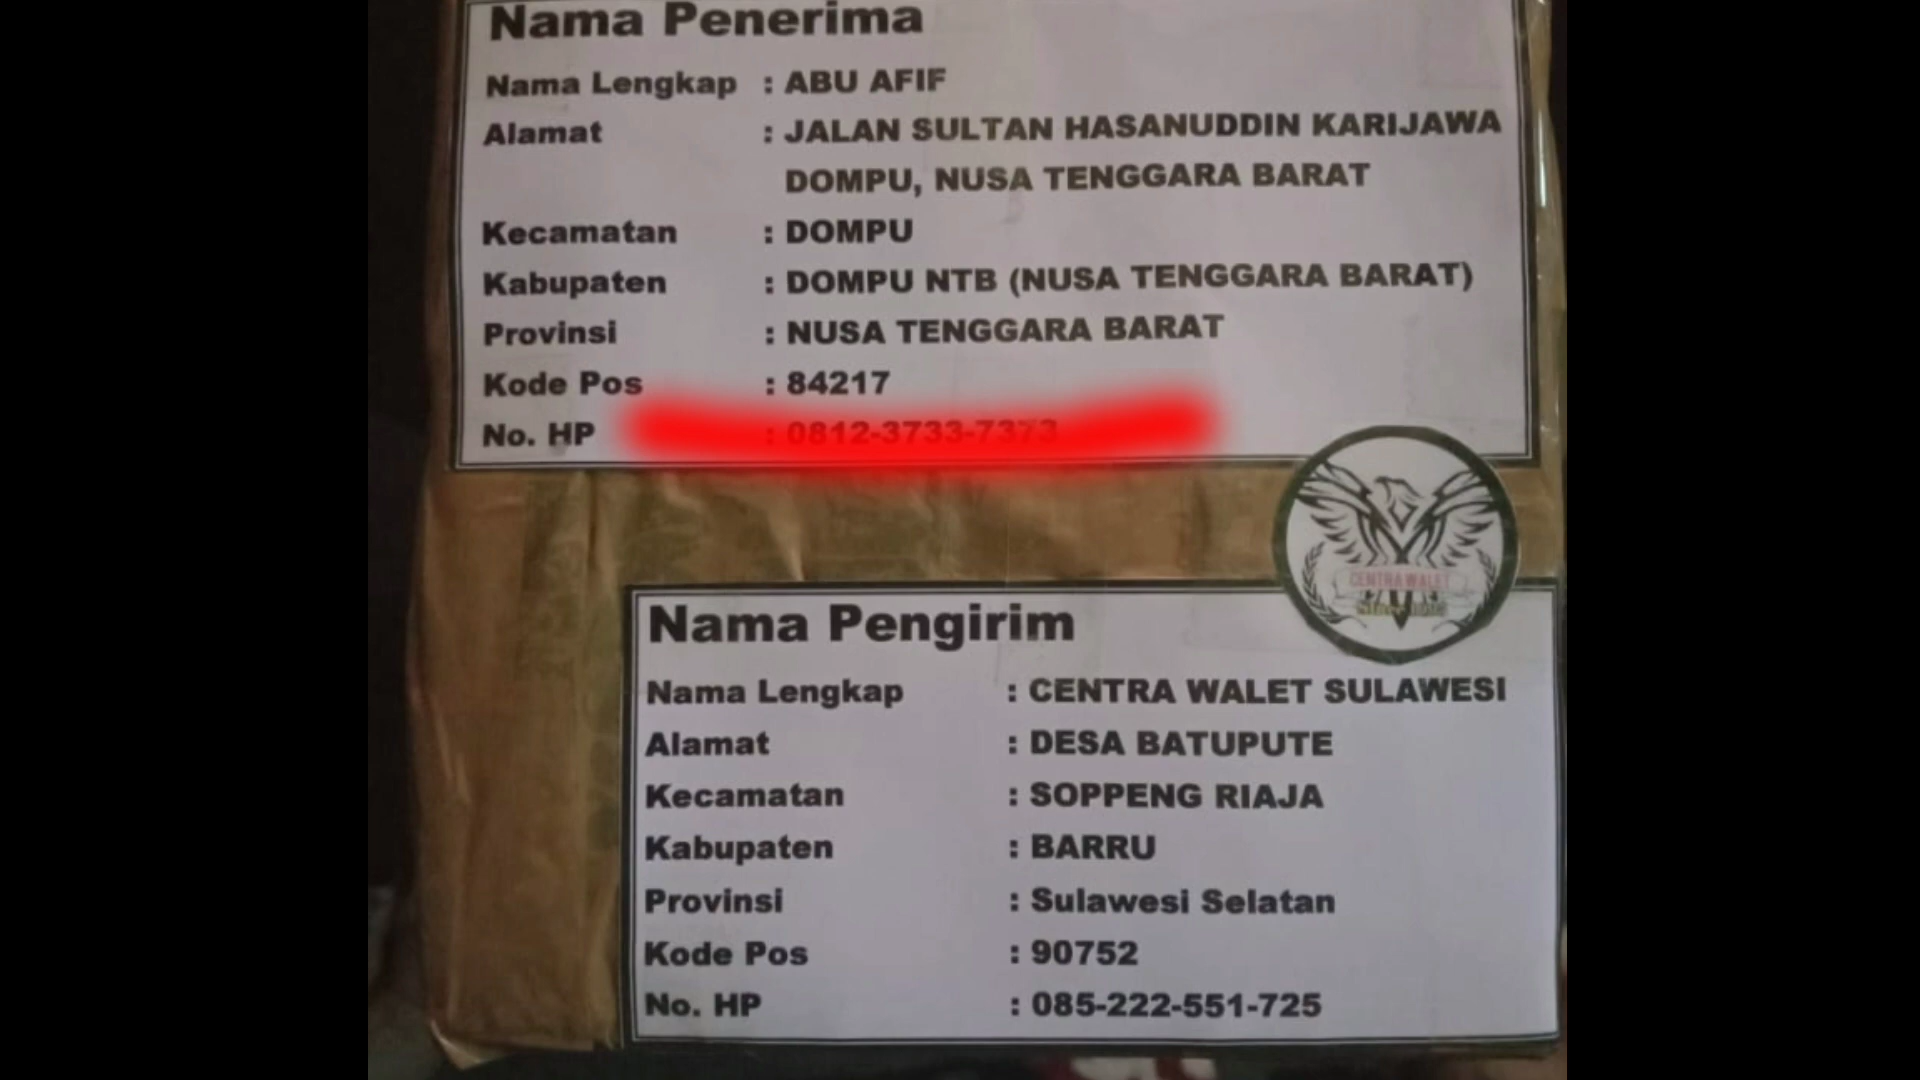 Nama Penerima
Nama Lengkap : ABU AFIF
Alamat : JALAN SULTAN HASANUDDIN KARIJAWA
DOMPU, NUSA TENGGARA BARAT
Kecamatan : DOMPU
Kabupaten : DOMPU NTB (NUSA TENGGARA BARAT)
Provinsi : NUSA TENGGARA BARAT
Kode Pos : 84217
No. HP
CENTRA WALET
Nama Pengirim
Nama Lengkap : CENTRA WALET SULAWESI
Alamat : DESA BATUPUTE
Kecamatan : SOPPENG RIAJA
Kabupaten : BARRU
Provinsi : Sulawesi Selatan
Kode Pos : 90752
No. HP : 085-222-551-725